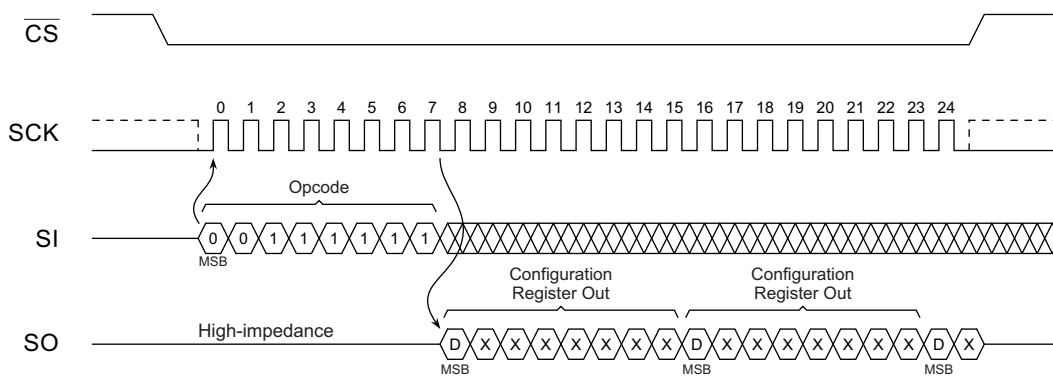 CS
0 1 2 3 4 5 6 7 8 9 10 11 12 13 14 15 16 17 18 19 20 21 22 23 24
SCK
Opcode
SI
0 0 1 1 1 1 1 1
MSB
Configuration
Register Out
Configuration
Register Out
High-impedance
SO
D X X X X X X X D X X X X X X X D X
MSB MSB MSB